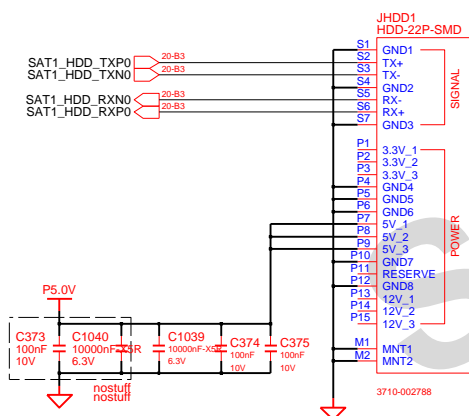 JHDD1
HDD-22P-SMD
S1 GND1
SAT1_HDD_TXP0 20-B3 S2 TX+
SAT1_HDD_TXN0 20-B3 S3 TX-
S4 GND2
SAT1_HDD_RXN0 20-B3 S5 RX-
SAT1_HDD_RXP0 20-B3 S6 RX+
S7 GND3
SIGNAL
P1 3.3V_1
P2 3.3V_2
P3 3.3V_3
P4 GND4
P5 GND5
P6 GND6
P7 5V_1
P8 5V_2
P9 5V_3
P10 GND7
P11 RESERVE
P12 GND8
P13 12V_1
P14 12V_2
P15 12V_3
POWER
M1 MNT1
M2 MNT2
3710-002788
P5.0V
C373 C1040 C1039 C374 C375
100nF 10000nF-X5R 10000nF-X5R 100nF 100nF
10V 6.3V 6.3V 10V 10V
nostuff
nostuff
S